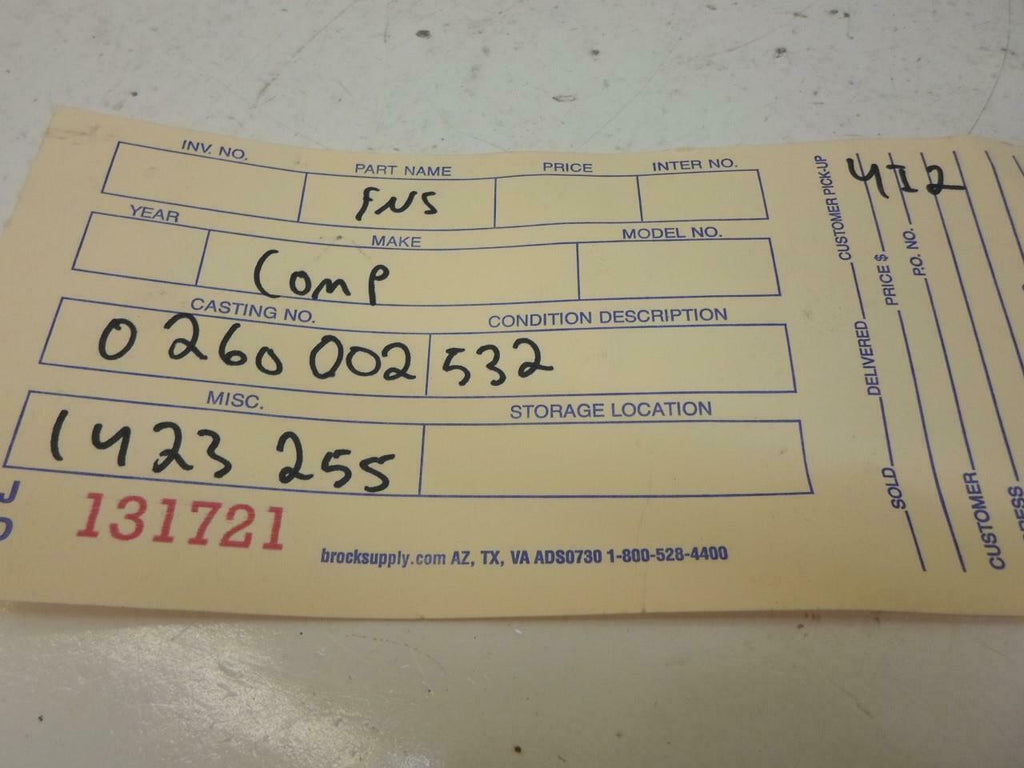 INV. NO. PART NAME PRICE INTER NO.
FNS
YEAR MAKE MODEL NO.
Comp
CASTING NO. CONDITION DESCRIPTION
0 260 002 532
MISC. STORAGE LOCATION
1423 255
131721
brocksupply.com AZ, TX, VA ADS0730 1-800-528-4400
SOLD DELIVERED CUSTOMER PICK-UP
PRICE $
P.O. NO.
CUSTOMER